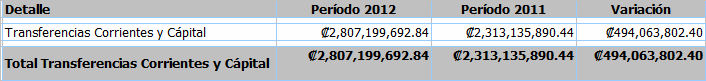 Detalle Período 2012 Período 2011 Variación
Transferencias Corrientes y Cápital ₡2,807,199,692.84 ₡2,313,135,890.44 ₡494,063,802.40
Total Transferencias Corrientes y Cápital ₡2,807,199,692.84 ₡2,313,135,890.44 ₡494,063,802.40